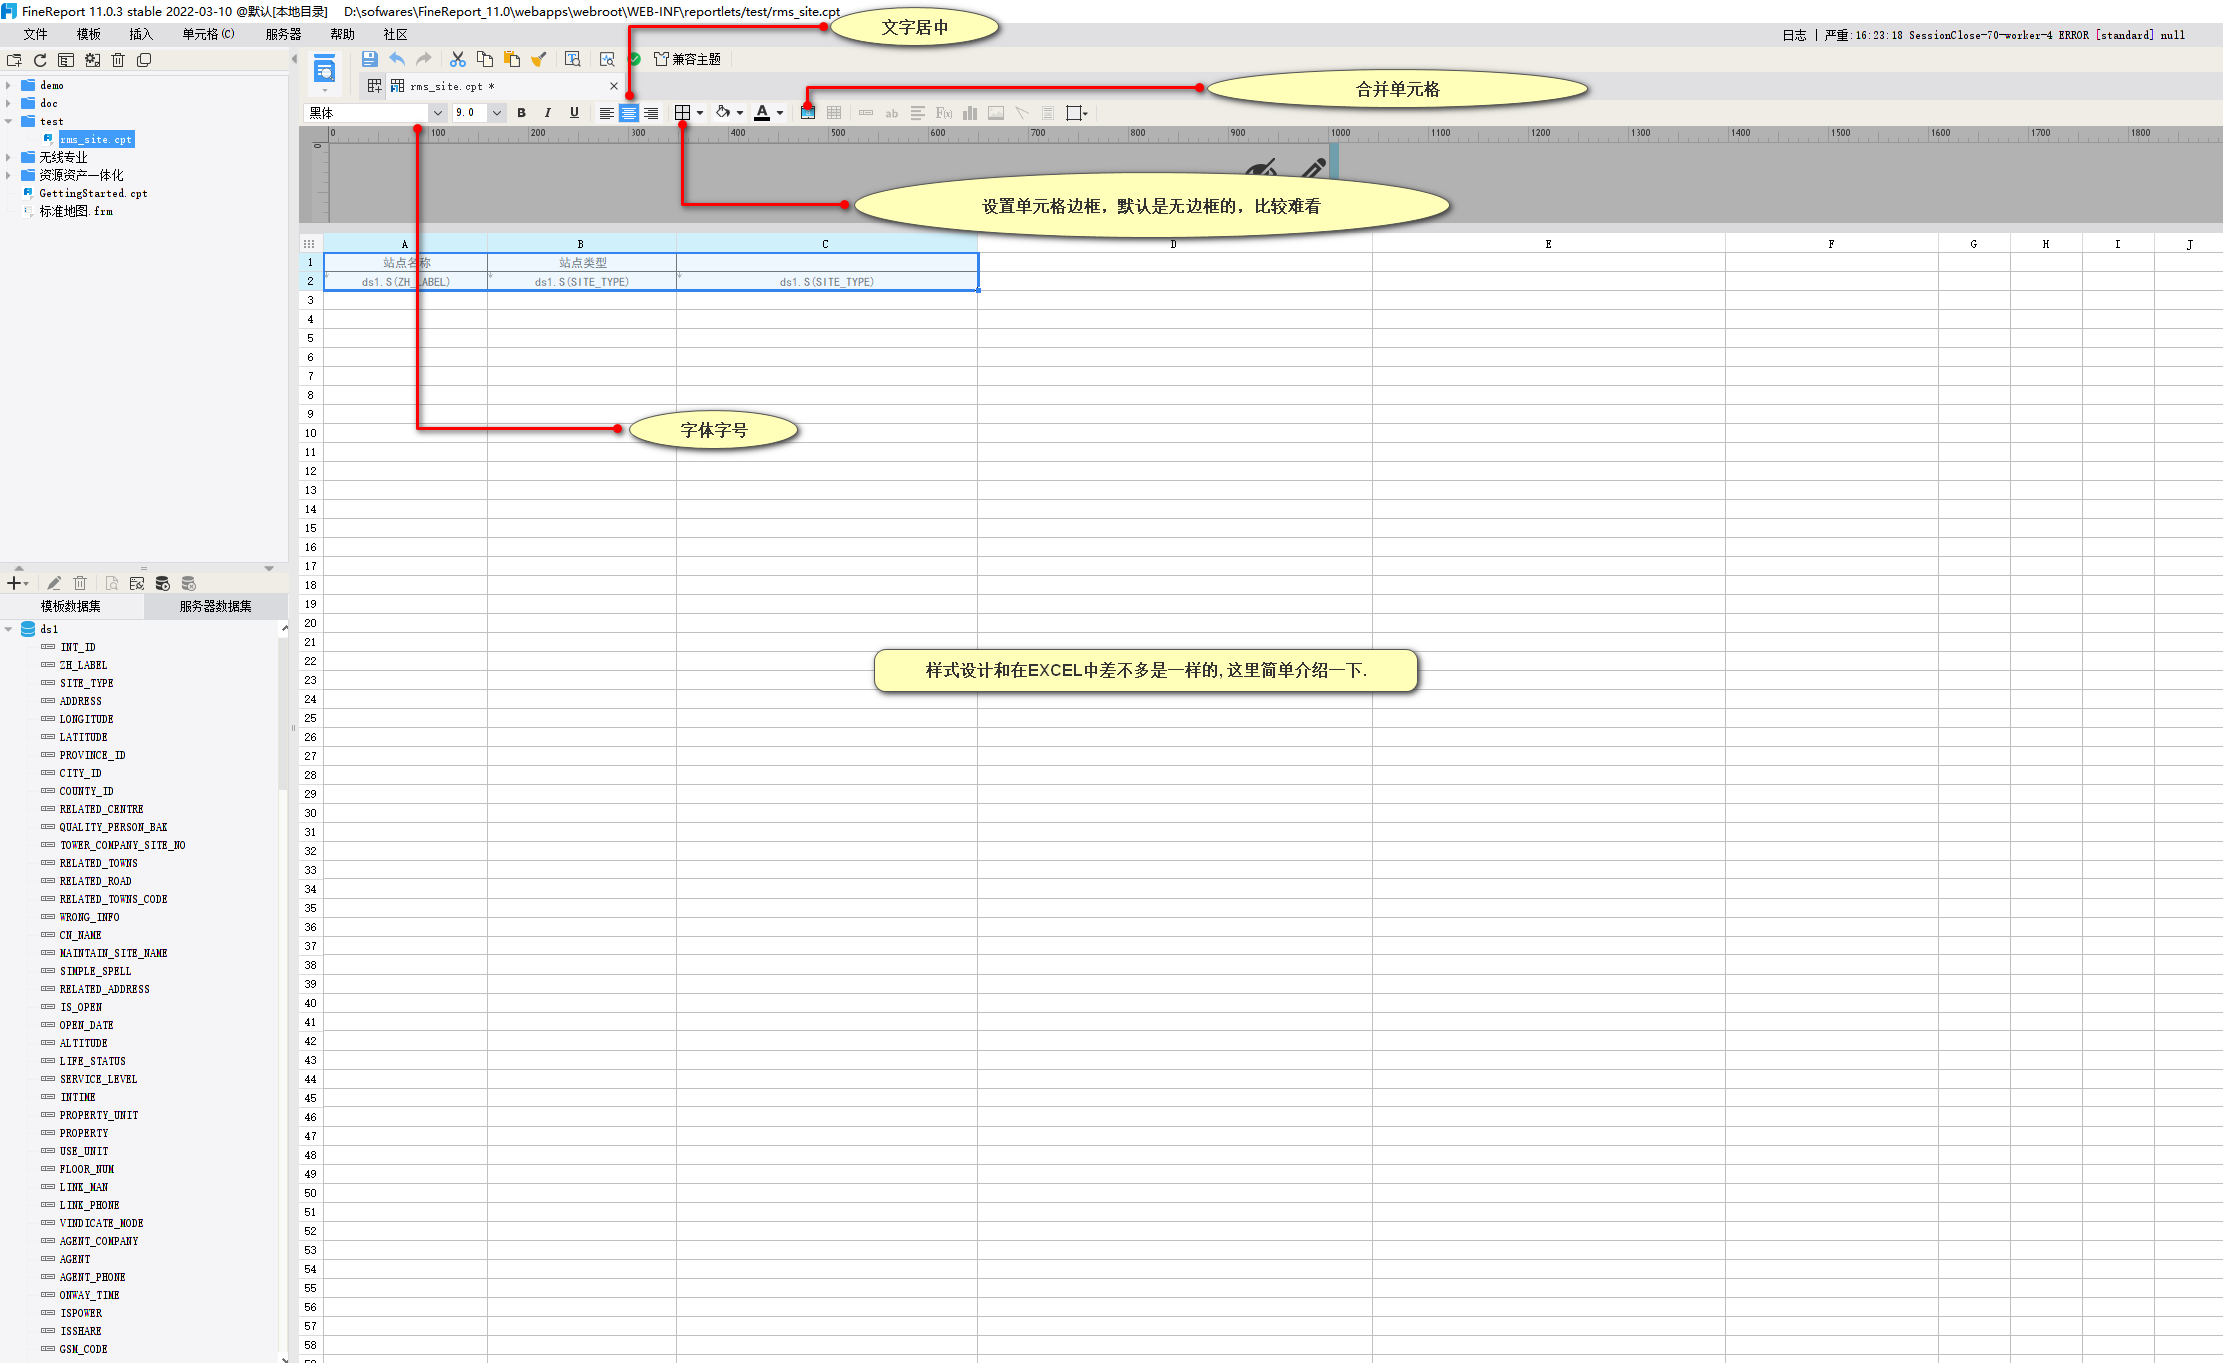 FineReport 11.0.3 stable 2022-03-10 @默认[本地目录] D:\sofwares\FineReport_11.0\webapps\webroot\WEB-INF\reportlets/test/rms_site.cpt
文件 模板 插入 单元格(C) 服务器 帮助 社区
日志 | 严重:16:23:18 SessionClose-70-worker-4 ERROR [standard] null
文字居中
兼容主题
rms_site.cpt *
合并单元格
黑体 9.0 B I U A ab F(x)
demo
doc
test
rms_site.cpt
无线专业
资源资产一体化
GettingStarted.cpt
标准地图.frm
0 100 200 300 400 500 600 700 800 900 1000 1100 1200 1300 1400 1500 1600 1700 1800
0
设置单元格边框，默认是无边框的，比较难看
A B C D E F G H I J
1 站点名称 站点类型
2 ds1.S(ZH_LABEL) ds1.S(SITE_TYPE) ds1.S(SITE_TYPE)
3
4
5
6
7
8
9
10
11
12
13
14
15
16
17
18
19
20
21
22
23
24
25
26
27
28
29
30
31
32
33
34
35
36
37
38
39
40
41
42
43
44
45
46
47
48
49
50
51
52
53
54
55
56
57
58
字体字号
样式设计和在EXCEL中差不多是一样的,这里简单介绍一下.
模板数据集 服务器数据集
ds1
INT_ID
ZH_LABEL
SITE_TYPE
ADDRESS
LONGITUDE
LATITUDE
PROVINCE_ID
CITY_ID
COUNTY_ID
RELATED_CENTRE
QUALITY_PERSON_BAK
TOWER_COMPANY_SITE_NO
RELATED_TOWNS
RELATED_ROAD
RELATED_TOWNS_CODE
WRONG_INFO
CN_NAME
MAINTAIN_SITE_NAME
SIMPLE_SPELL
RELATED_ADDRESS
IS_OPEN
OPEN_DATE
ALTITUDE
LIFE_STATUS
SERVICE_LEVEL
INTIME
PROPERTY_UNIT
PROPERTY
USE_UNIT
FLOOR_NUM
LINK_MAN
LINK_PHONE
VINDICATE_MODE
AGENT_COMPANY
AGENT
AGENT_PHONE
ONWAY_TIME
ISPOWER
ISSHARE
GSM_CODE